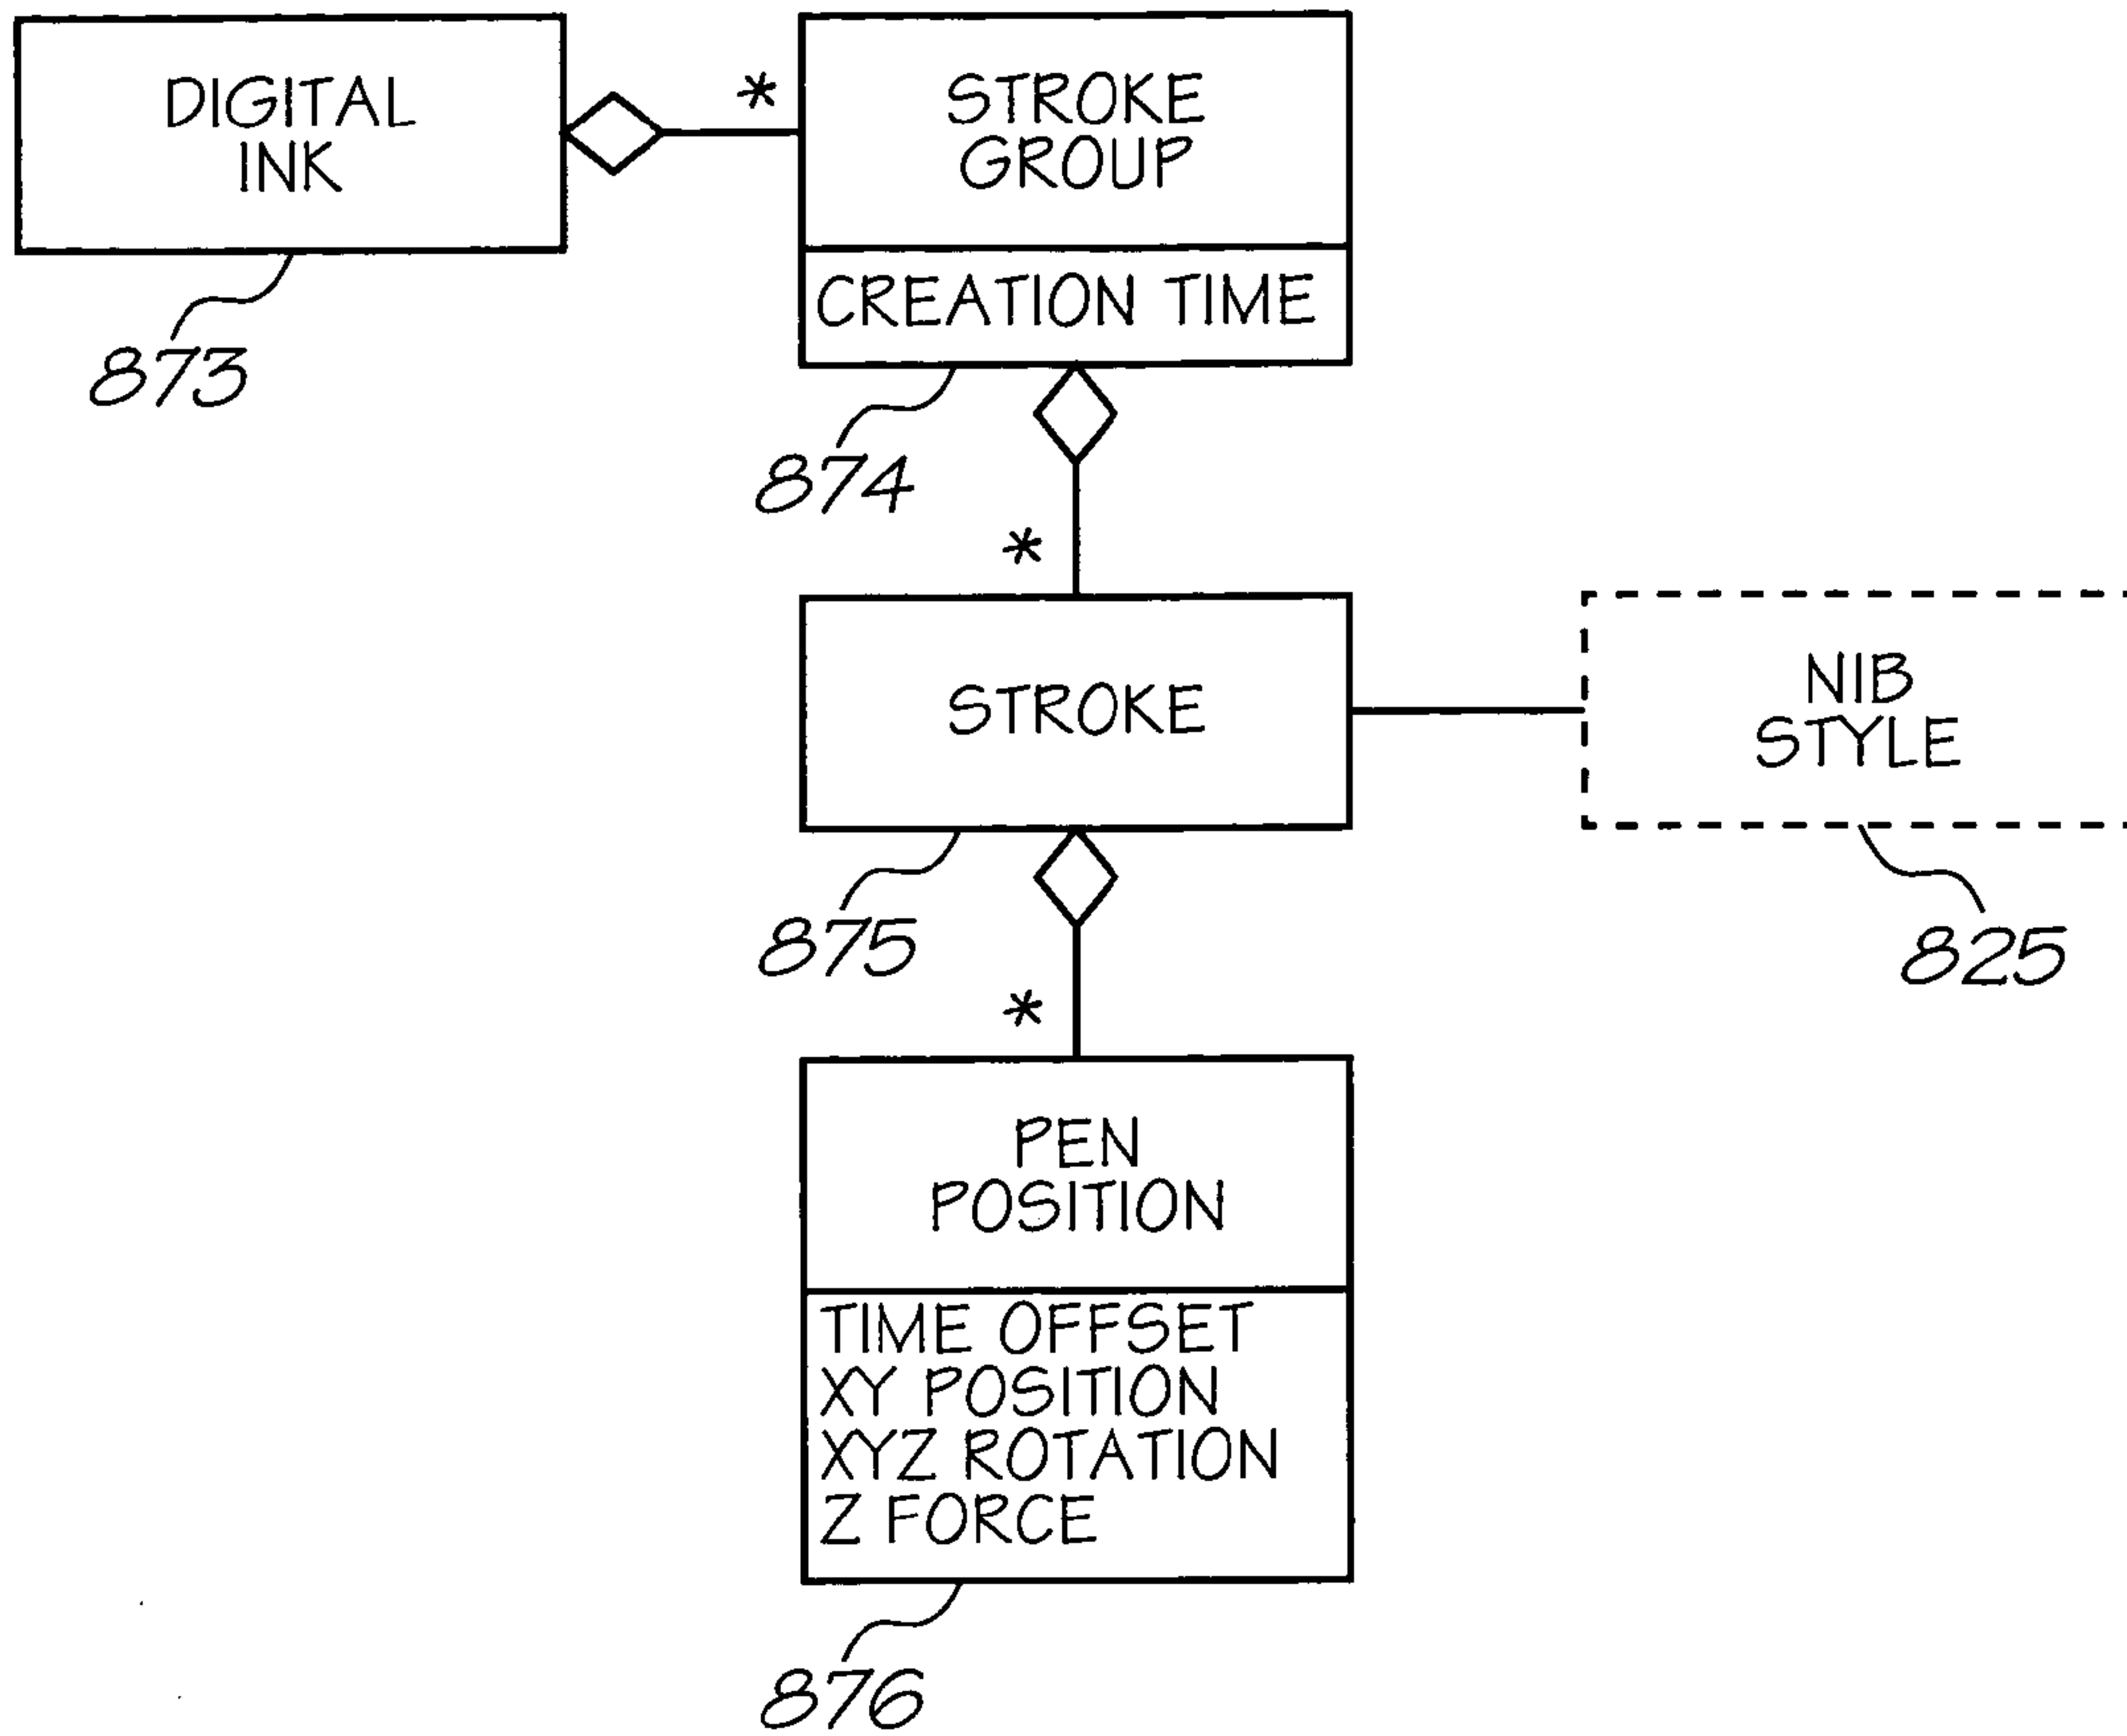 DIGITAL
INK
873
*
STROKE
GROUP
CREATION TIME
874
*
STROKE
875
NIB
STYLE
825
*
PEN
POSITION
TIME OFFSET
XY POSITION
XYZ ROTATION
Z FORCE
876